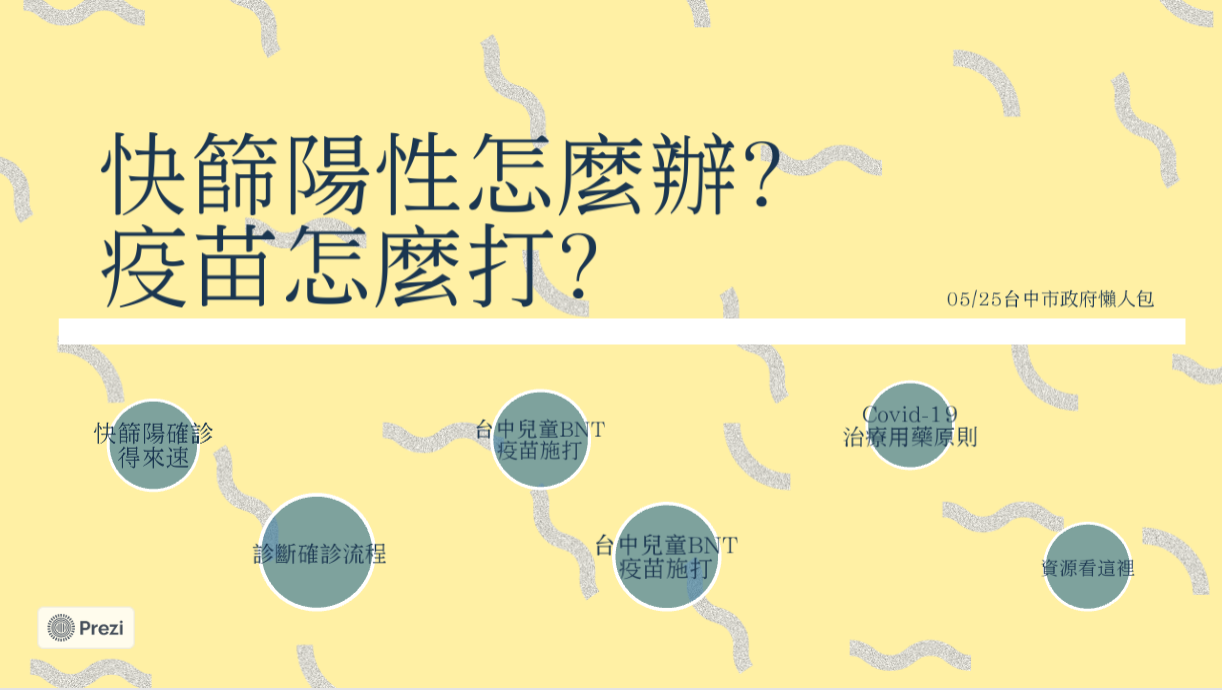 快篩陽性怎麼辦?
疫苗怎麼打?
05/25台中市政府懶人包
快篩陽確診
得來速
診斷確診流程
台中兒童BNT
疫苗施打
台中兒童BNT
疫苗施打
Covid-19
治療用藥原則
資源看這裡
Prezi